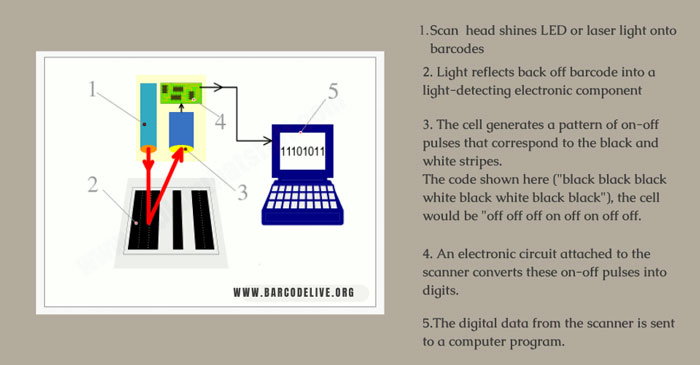 1
2
3
4
5
11101011
WWW.BARCODELIVE.ORG
1.Scan head shines LED or laser light onto
barcodes
2. Light reflects back off barcode into a
light-detecting electronic component
3. The cell generates a pattern of on-off
pulses that correspond to the black and
white stripes.
The code shown here ("black black black
white black white black black"), the cell
would be "off off off on off on off off.
4. An electronic circuit attached to the
scanner converts these on-off pulses into
digits.
5.The digital data from the scanner is sent
to a computer program.